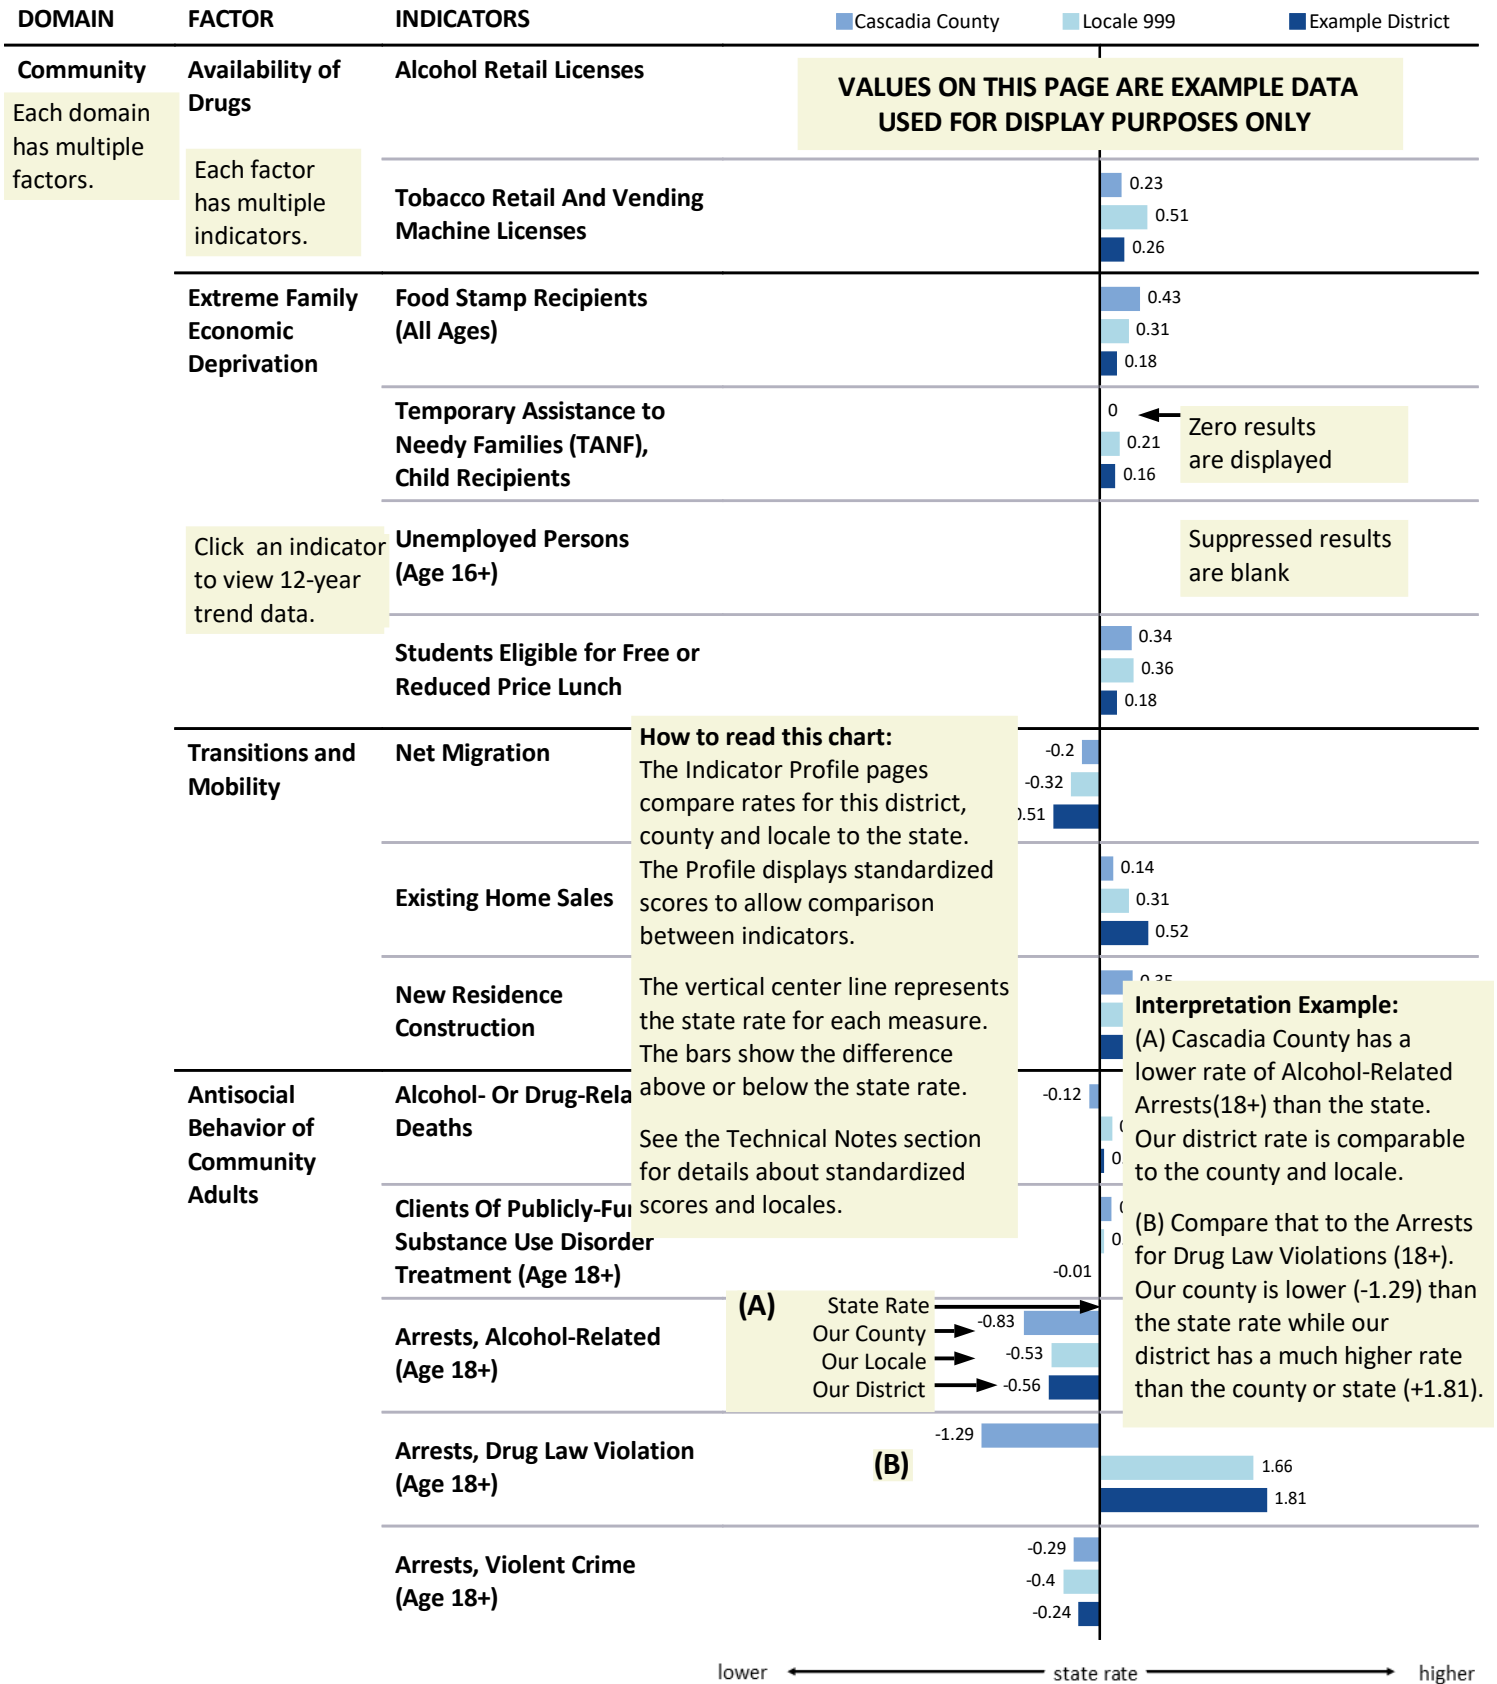 DOMAIN FACTOR INDICATORS Cascadia County Locale 999 Example District
Community
Each domain
has multiple
factors.
Availability of
Drugs
Each factor
has multiple
indicators.
Alcohol Retail Licenses
VALUES ON THIS PAGE ARE EXAMPLE DATA
USED FOR DISPLAY PURPOSES ONLY
Tobacco Retail And Vending
Machine Licenses
0.23
0.51
0.26
Extreme Family
Economic
Deprivation
Food Stamp Recipients
(All Ages)
0.43
0.31
0.18
Temporary Assistance to
Needy Families (TANF),
Child Recipients
0
0.21
0.16
Zero results
are displayed
Click an indicator
to view 12-year
trend data.
Unemployed Persons
(Age 16+)
Suppressed results
are blank
Students Eligible for Free or
Reduced Price Lunch
0.34
0.36
0.18
Transitions and
Mobility
Net Migration
-0.2
-0.32
.51
How to read this chart:
The Indicator Profile pages
compare rates for this district,
county and locale to the state.
The Profile displays standardized
scores to allow comparison
between indicators.
The vertical center line represents
the state rate for each measure.
The bars show the difference
above or below the state rate.
See the Technical Notes section
for details about standardized
scores and locales.
Existing Home Sales
0.14
0.31
0.52
New Residence
Construction
Interpretation Example:
(A) Cascadia County has a
lower rate of Alcohol-Related
Arrests(18+) than the state.
Our district rate is comparable
to the county and locale.
(B) Compare that to the Arrests
for Drug Law Violations (18+).
Our county is lower (-1.29) than
the state rate while our
district has a much higher rate
than the county or state (+1.81).
Antisocial
Behavior of
Community
Adults
Alcohol- Or Drug-Rela
Deaths
-0.12
0.
Clients Of Publicly-Fu
Substance Use Disorder
Treatment (Age 18+)
0.
-0.01
Arrests, Alcohol-Related
(Age 18+)
(A) State Rate
Our County -0.83
Our Locale -0.53
Our District -0.56
Arrests, Drug Law Violation
(Age 18+)
(B)
-1.29
1.66
1.81
Arrests, Violent Crime
(Age 18+)
-0.29
-0.4
-0.24
lower state rate higher